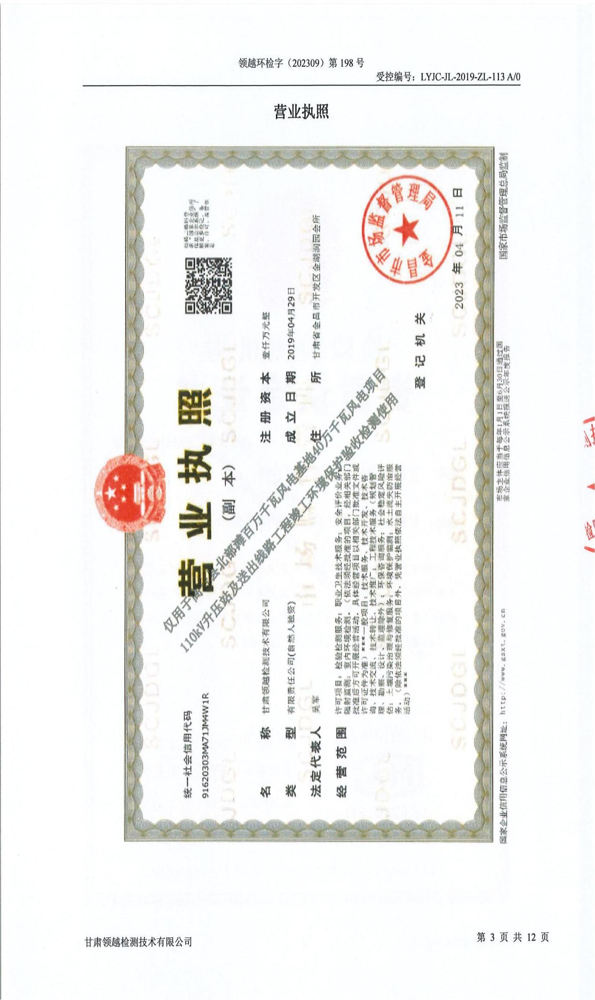 领越环检字（202309）第 198 号
受控编号：LYJC-JL-2019-ZL-113 A/0
营业执照
统一社会信用代码
91620303MA71JM4W1R
营业执照
（副 本）
扫描二维码登
录“国家企业信用
信息公示系统”了
解更多登记、备
案、许可、监管信
息
名 称 甘肃领越检测技术有限公司
类 型 有限责任公司(自然人独资)
法定代表人 吴军
经 营 范 围 许可项目：检验检测服务；职业卫生技术服务；安全评价业务；
辐射监测；室内环境检测。（依法须经批准的项目，经相关部门
批准后方可开展经营活动，具体经营项目以相关部门批准文件或
许可证件为准）***一般项目：技术服务、技术开发、技术咨
询、技术交流、技术转让、技术推广；工程技术服务（规划管
理、勘察、设计、监理除外）；环保咨询服务；社会稳定风险评
估；土壤污染治理与修复服务；环境保护监测；水土流失防治服
务。（除依法须经批准的项目外，凭营业执照依法自主开展经营
活动）***
注 册 资 本 壹仟万元整
成 立 日 期 2019年04月29日
住 所 甘肃省金昌市开发区金湖润园会所
仅用于 北部滩百万千瓦风电基地40万千瓦风电项目
110kV升压站及送出线路工程竣工环境保护验收检测使用
登 记 机 关
金昌市市场监督管理局
2023 年 04 月 11 日
国家企业信用信息公示系统网址：http://www.gsxt.gov.cn
市场主体应当于每年1月1日至6月30日通过国
家企业信用信息公示系统报送公示年度报告
国家市场监督管理总局监制
甘肃领越检测技术有限公司
第 3 页 共 12 页